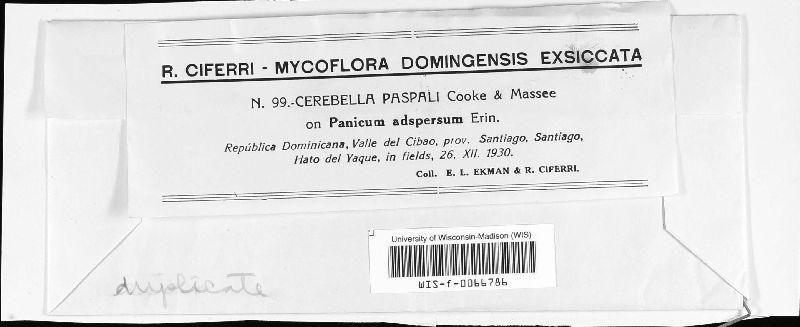 R. CIFERRI - MYCOFLORA DOMINGENSIS EXSICCATA
N. 99.-CEREBELLA PASPALI Cooke & Massee
on Panicum adspersum Erin.
República Dominicana, Valle del Cibao, prov. Santiago, Santiago,
Hato del Yaque, in fields, 26. XII. 1930.
Coll. E. L. EKMAN & R. CIFERRI.
University of Wisconsin-Madison (WIS)
WIS-f-0066786
duplicate